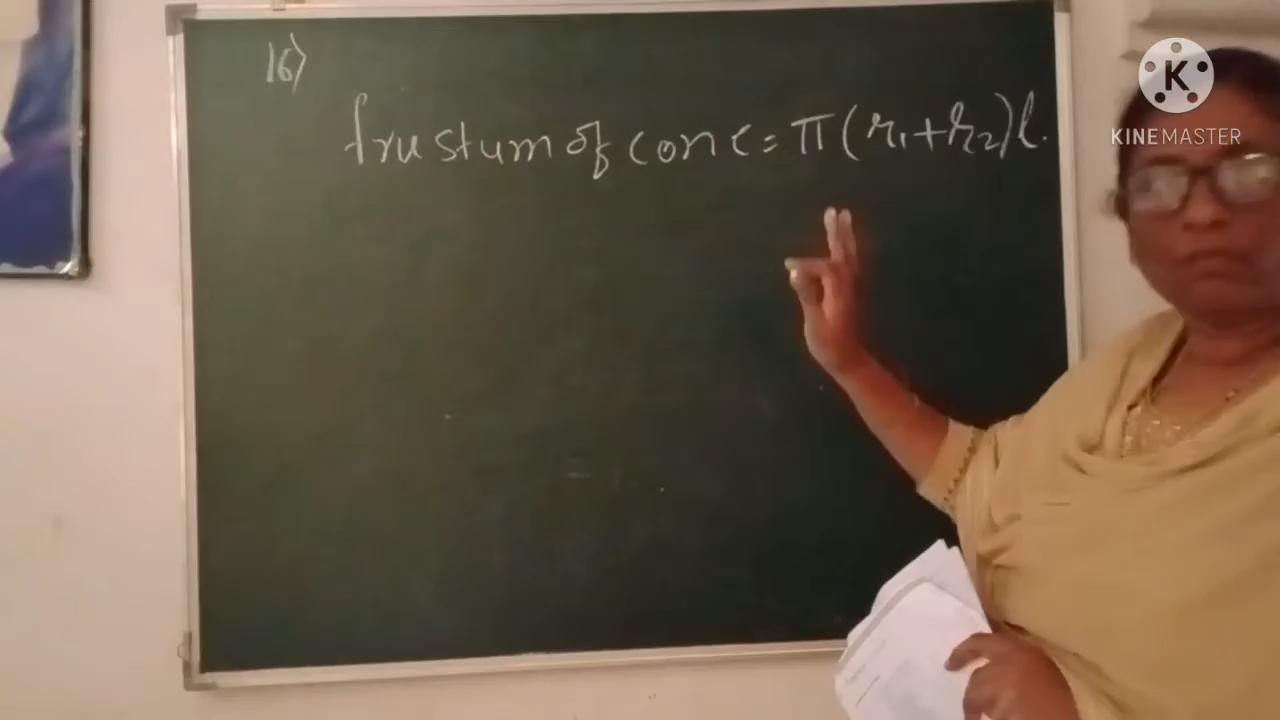 16)
frustum of cone = π(r₁+r₂)l.
K
KINEMASTER